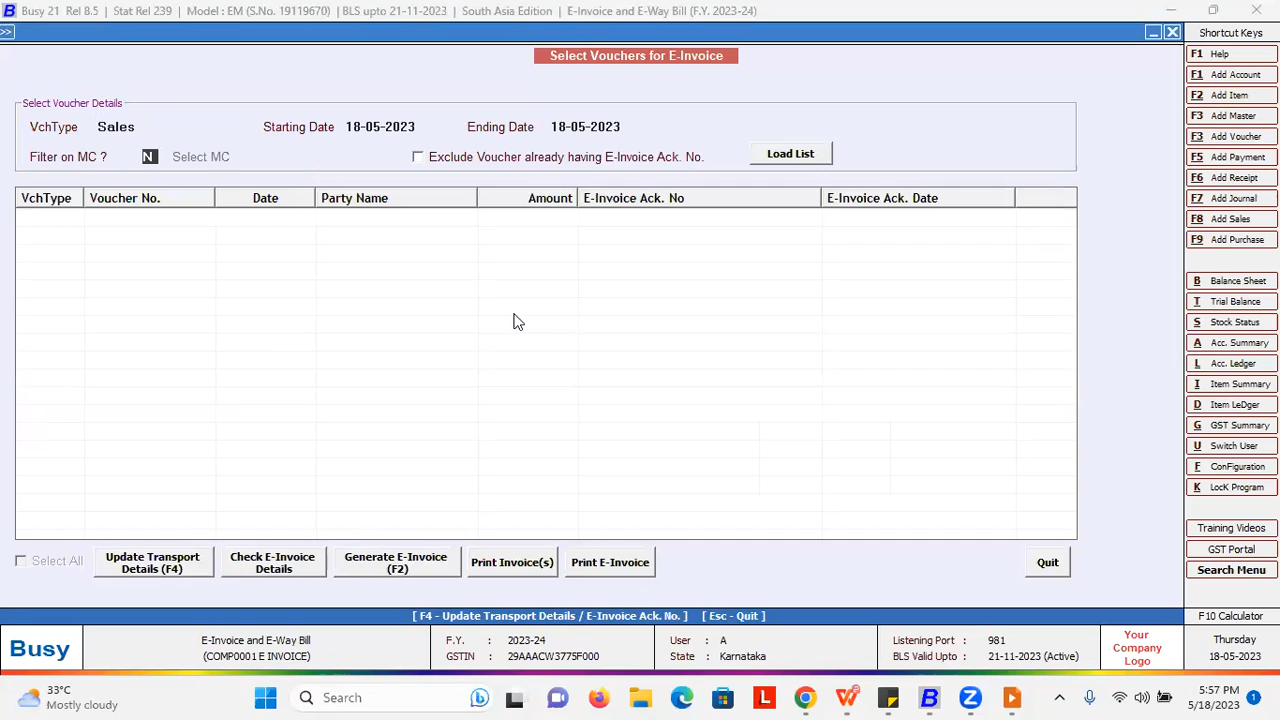 Busy 21 Rel 8.5 | Stat Rel 239 | Model : EM (S.No. 19119670) | BLS upto 21-11-2023 | South Asia Edition | E-Invoice and E-Way Bill (F.Y. 2023-24)
>>
Select Vouchers for E-Invoice
Select Voucher Details
VchType Sales Starting Date 18-05-2023 Ending Date 18-05-2023
Filter on MC ? N Select MC Exclude Voucher already having E-Invoice Ack. No. Load List
VchType Voucher No. Date Party Name Amount E-Invoice Ack. No E-Invoice Ack. Date
Select All
Update Transport
Details (F4)
Check E-Invoice
Details
Generate E-Invoice
(F2)
Print Invoice(s)
Print E-Invoice
Quit
[ F4 - Update Transport Details / E-Invoice Ack. No. ] [ Esc - Quit ]
Shortcut Keys
F1 Help
F1 Add Account
F2 Add Item
F3 Add Master
F3 Add Voucher
F5 Add Payment
F6 Add Receipt
F7 Add Journal
F8 Add Sales
F9 Add Purchase
B Balance Sheet
T Trial Balance
S Stock Status
A Acc. Summary
L Acc. Ledger
I Item Summary
D Item LeDger
G GST Summary
U Switch User
F ConFiguration
K LocK Program
Training Videos
GST Portal
Search Menu
F10 Calculator
Busy
E-Invoice and E-Way Bill
(COMP0001 E INVOICE)
F.Y. : 2023-24
GSTIN : 29AAACW3775F000
User : A
State : Karnataka
Listening Port : 981
BLS Valid Upto : 21-11-2023 (Active)
Your
Company
Logo
Thursday
18-05-2023
33°C
Mostly cloudy
Search
5:57 PM
5/18/2023
1